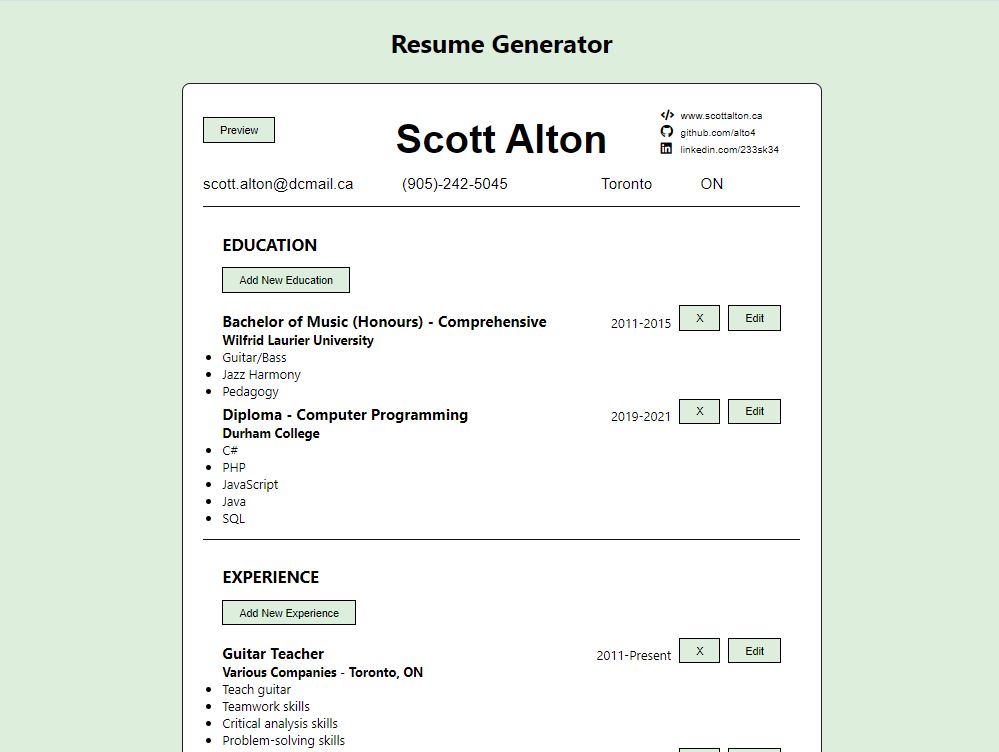 Resume Generator
Preview
Scott Alton
www.scottalton.ca
github.com/alto4
linkedin.com/233sk34
scott.alton@dcmail.ca (905)-242-5045 Toronto ON
EDUCATION
Add New Education
Bachelor of Music (Honours) - Comprehensive 2011-2015 X Edit
Wilfrid Laurier University
• Guitar/Bass
• Jazz Harmony
• Pedagogy
Diploma - Computer Programming 2019-2021 X Edit
Durham College
• C#
• PHP
• JavaScript
• Java
• SQL
EXPERIENCE
Add New Experience
Guitar Teacher 2011-Present X Edit
Various Companies - Toronto, ON
• Teach guitar
• Teamwork skills
• Critical analysis skills
• Problem-solving skills